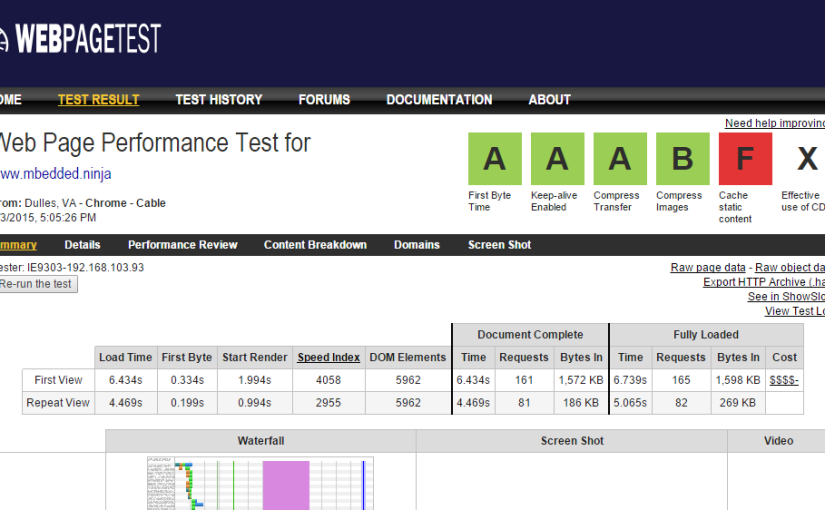 WEBPAGETEST
OME TEST RESULT TEST HISTORY FORUMS DOCUMENTATION ABOUT
Need help improving
Web Page Performance Test for
ww.mbedded.ninja
rom: Dulles, VA - Chrome - Cable
/3/2015, 5:05:26 PM
A A A B F X
First Byte Time
Keep-alive Enabled
Compress Transfer
Compress Images
Cache static content
Effective use of CD
mmary Details Performance Review Content Breakdown Domains Screen Shot
ester: IE9303-192.168.103.93
Re-run the test
Raw page data - Raw object da
Export HTTP Archive (.ha
See in ShowSlo
View Test Lo
Document Complete Fully Loaded
Load Time First Byte Start Render Speed Index DOM Elements Time Requests Bytes In Time Requests Bytes In Cost
First View 6.434s 0.334s 1.994s 4058 5962 6.434s 161 1,572 KB 6.739s 165 1,598 KB $$$$-
Repeat View 4.469s 0.199s 0.994s 2955 5962 4.469s 81 186 KB 5.065s 82 269 KB
Waterfall Screen Shot Video